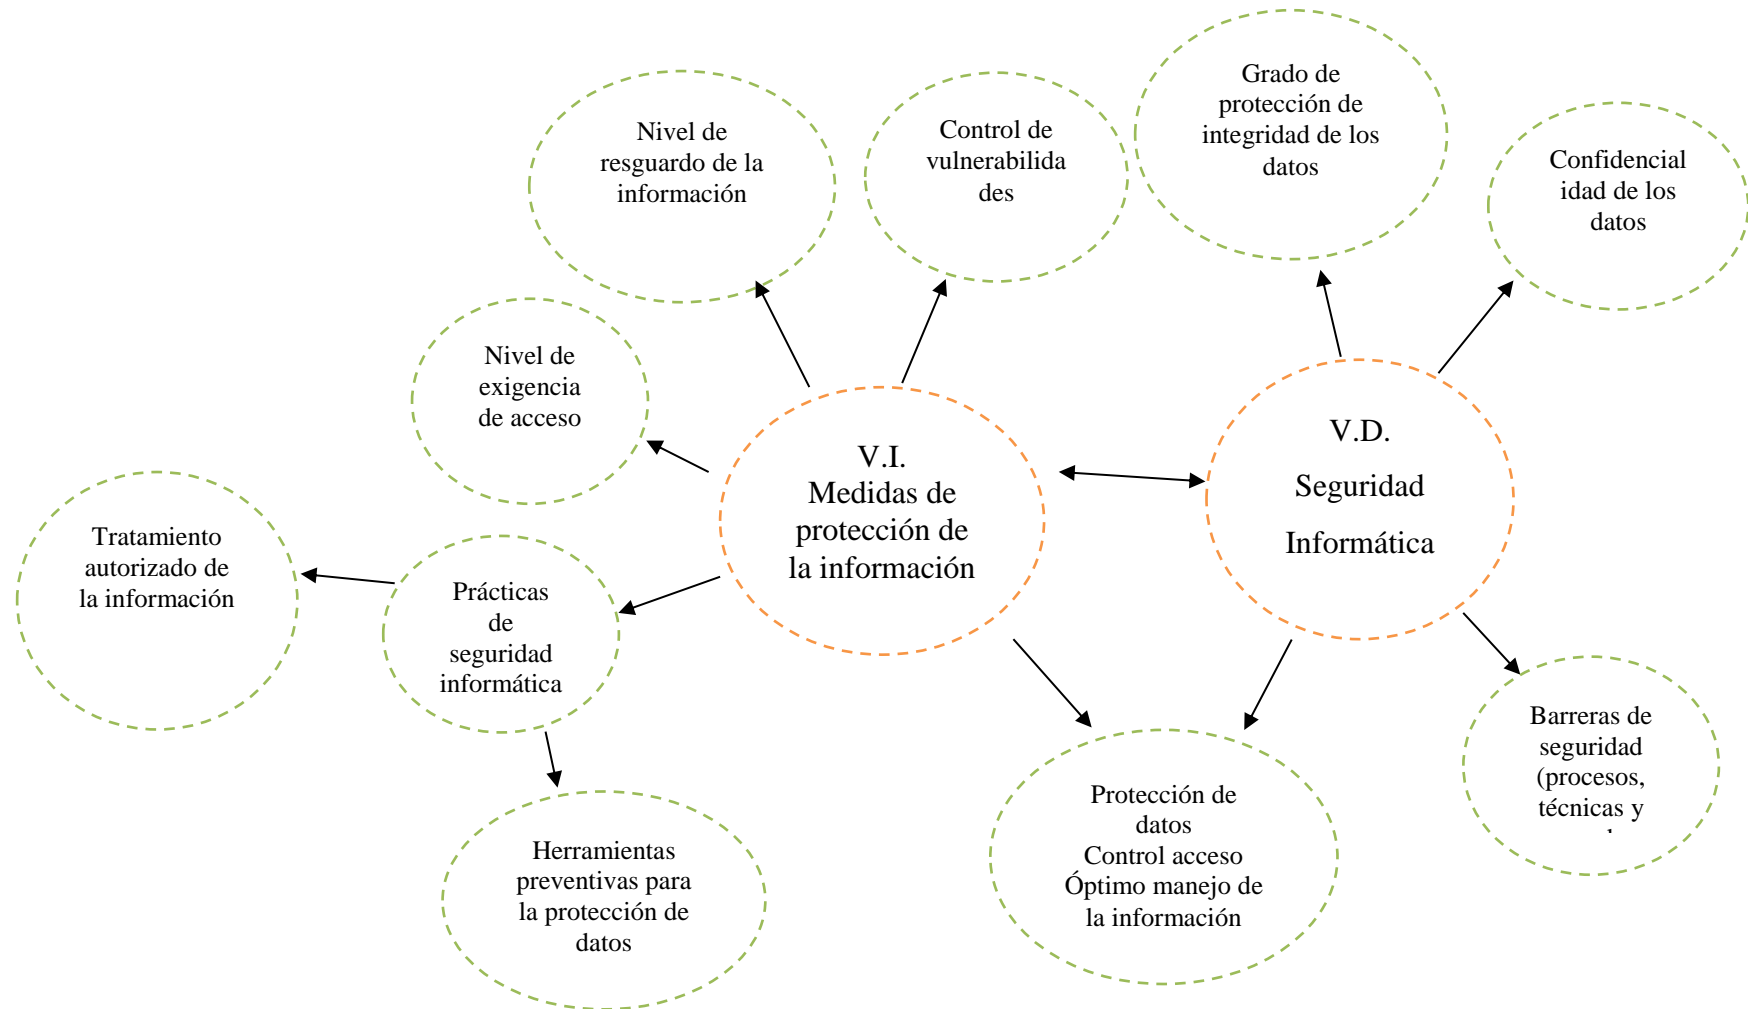 Grado de
protección de
integridad de los
datos
Nivel de
resguardo de la
información
Control de
vulnerabilida
des
Confidencial
idad de los
datos
Nivel de
exigencia
de acceso
V.I.
Medidas de
protección de
la información
V.D.
Seguridad
Informática
Tratamiento
autorizado de
la información
Prácticas
de
seguridad
informática
Barreras de
seguridad
(procesos,
técnicas y
Protección de
datos
Control acceso
Óptimo manejo de
la información
Herramientas
preventivas para
la protección de
datos